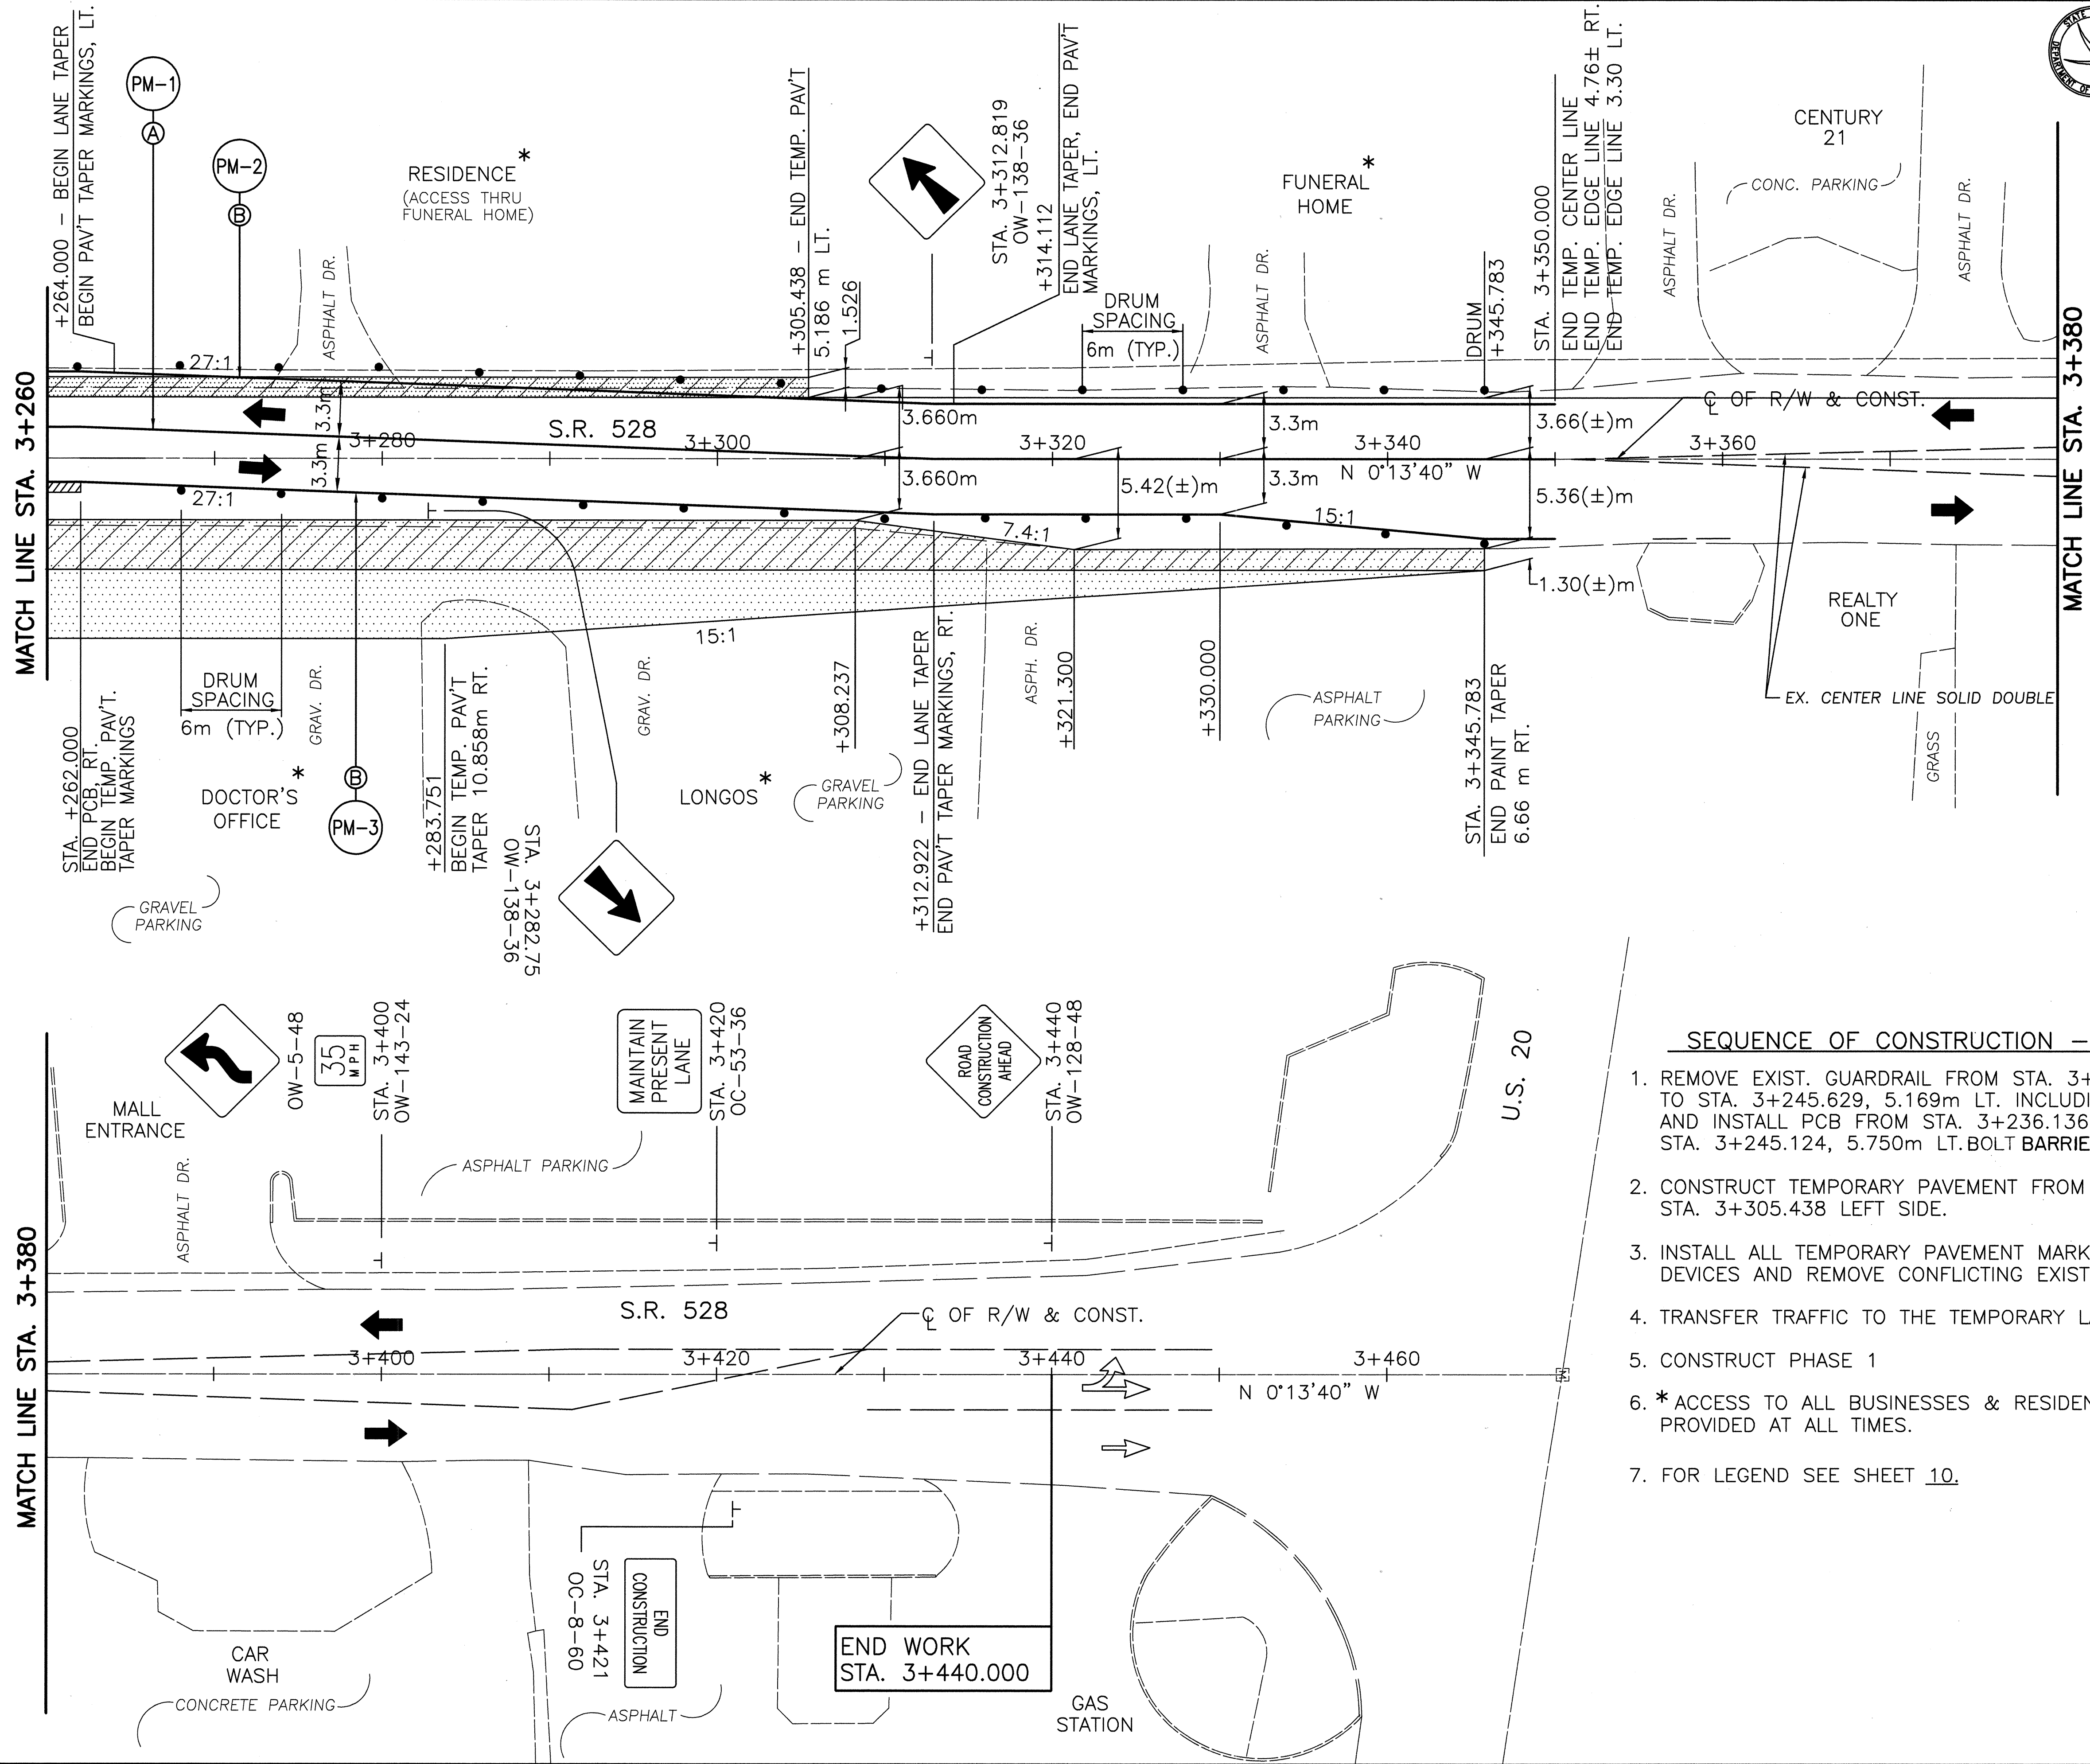 +264.000 - BEGIN LANE TAPER
BEGIN PAV'T TAPER MARKINGS, LT.
PM-1
A
PM-2
B
RESIDENCE *
(ACCESS THRU
FUNERAL HOME)
ASPHALT DR.
+305.438 - END TEMP. PAV'T
5.186 m LT.
1.526
STA. 3+312.819
OW-138-36
+314.112
END LANE TAPER, END PAV'T
MARKINGS, LT.
DRUM
SPACING
6m (TYP.)
ASPHALT DR.
FUNERAL *
HOME
DRUM
+345.783
STA. 3+350.000
END TEMP. CENTER LINE
END TEMP. EDGE LINE 4.76± RT.
END TEMP. EDGE LINE 3.30 LT.
STATE
DEPARTMENT OF
CENTURY
21
CONC. PARKING
ASPHALT DR.
ASPHALT DR.
MATCH LINE STA. 3+260
27:1
3.3m
3.3m
3+280
S.R. 528
3+300
3.660m
3.660m
3+320
5.42(±)m
3.3m
3.3m
3+340
N 0°13'40" W
3.66(±)m
5.36(±)m
℄ OF R/W & CONST.
3+360
MATCH LINE STA. 3+380
27:1
7.4:1
15:1
1.30(±)m
15:1
REALTY
ONE
EX. CENTER LINE SOLID DOUBLE
GRASS
STA. +262.000
END PCB, RT.
BEGIN TEMP. PAV'T.
TAPER MARKINGS
DRUM
SPACING
6m (TYP.)
GRAV. DR.
DOCTOR'S *
OFFICE
B
PM-3
GRAVEL
PARKING
+283.751
BEGIN TEMP. PAV'T
TAPER 10.858m RT.
STA. 3+282.75
OW-138-36
GRAV. DR.
LONGOS *
GRAVEL
PARKING
+308.237
+312.922 - END LANE TAPER
END PAV'T TAPER MARKINGS, RT.
ASPH. DR.
+321.300
+330.000
ASPHALT
PARKING
STA. 3+345.783
END PAINT TAPER
6.66 m RT.
MATCH LINE STA. 3+380
MALL
ENTRANCE
ASPHALT DR.
OW-5-48
35
MPH
STA. 3+400
OW-143-24
MAINTAIN
PRESENT
LANE
STA. 3+420
OC-53-36
ASPHALT PARKING
ROAD
CONSTRUCTION
AHEAD
STA. 3+440
OW-128-48
U.S. 20
S.R. 528
℄ OF R/W & CONST.
3+400
3+420
3+440
3+460
N 0°13'40" W
CAR
WASH
CONCRETE PARKING
STA. 3+421
OC-8-60
END
CONSTRUCTION
ASPHALT
END WORK
STA. 3+440.000
GAS
STATION
SEQUENCE OF CONSTRUCTION -
1. REMOVE EXIST. GUARDRAIL FROM STA. 3+
TO STA. 3+245.629, 5.169m LT. INCLUDI
AND INSTALL PCB FROM STA. 3+236.136
STA. 3+245.124, 5.750m LT. BOLT BARRIE
2. CONSTRUCT TEMPORARY PAVEMENT FROM
STA. 3+305.438 LEFT SIDE.
3. INSTALL ALL TEMPORARY PAVEMENT MARK
DEVICES AND REMOVE CONFLICTING EXIST
4. TRANSFER TRAFFIC TO THE TEMPORARY LA
5. CONSTRUCT PHASE 1
6. * ACCESS TO ALL BUSINESSES & RESIDEN
PROVIDED AT ALL TIMES.
7. FOR LEGEND SEE SHEET 10.